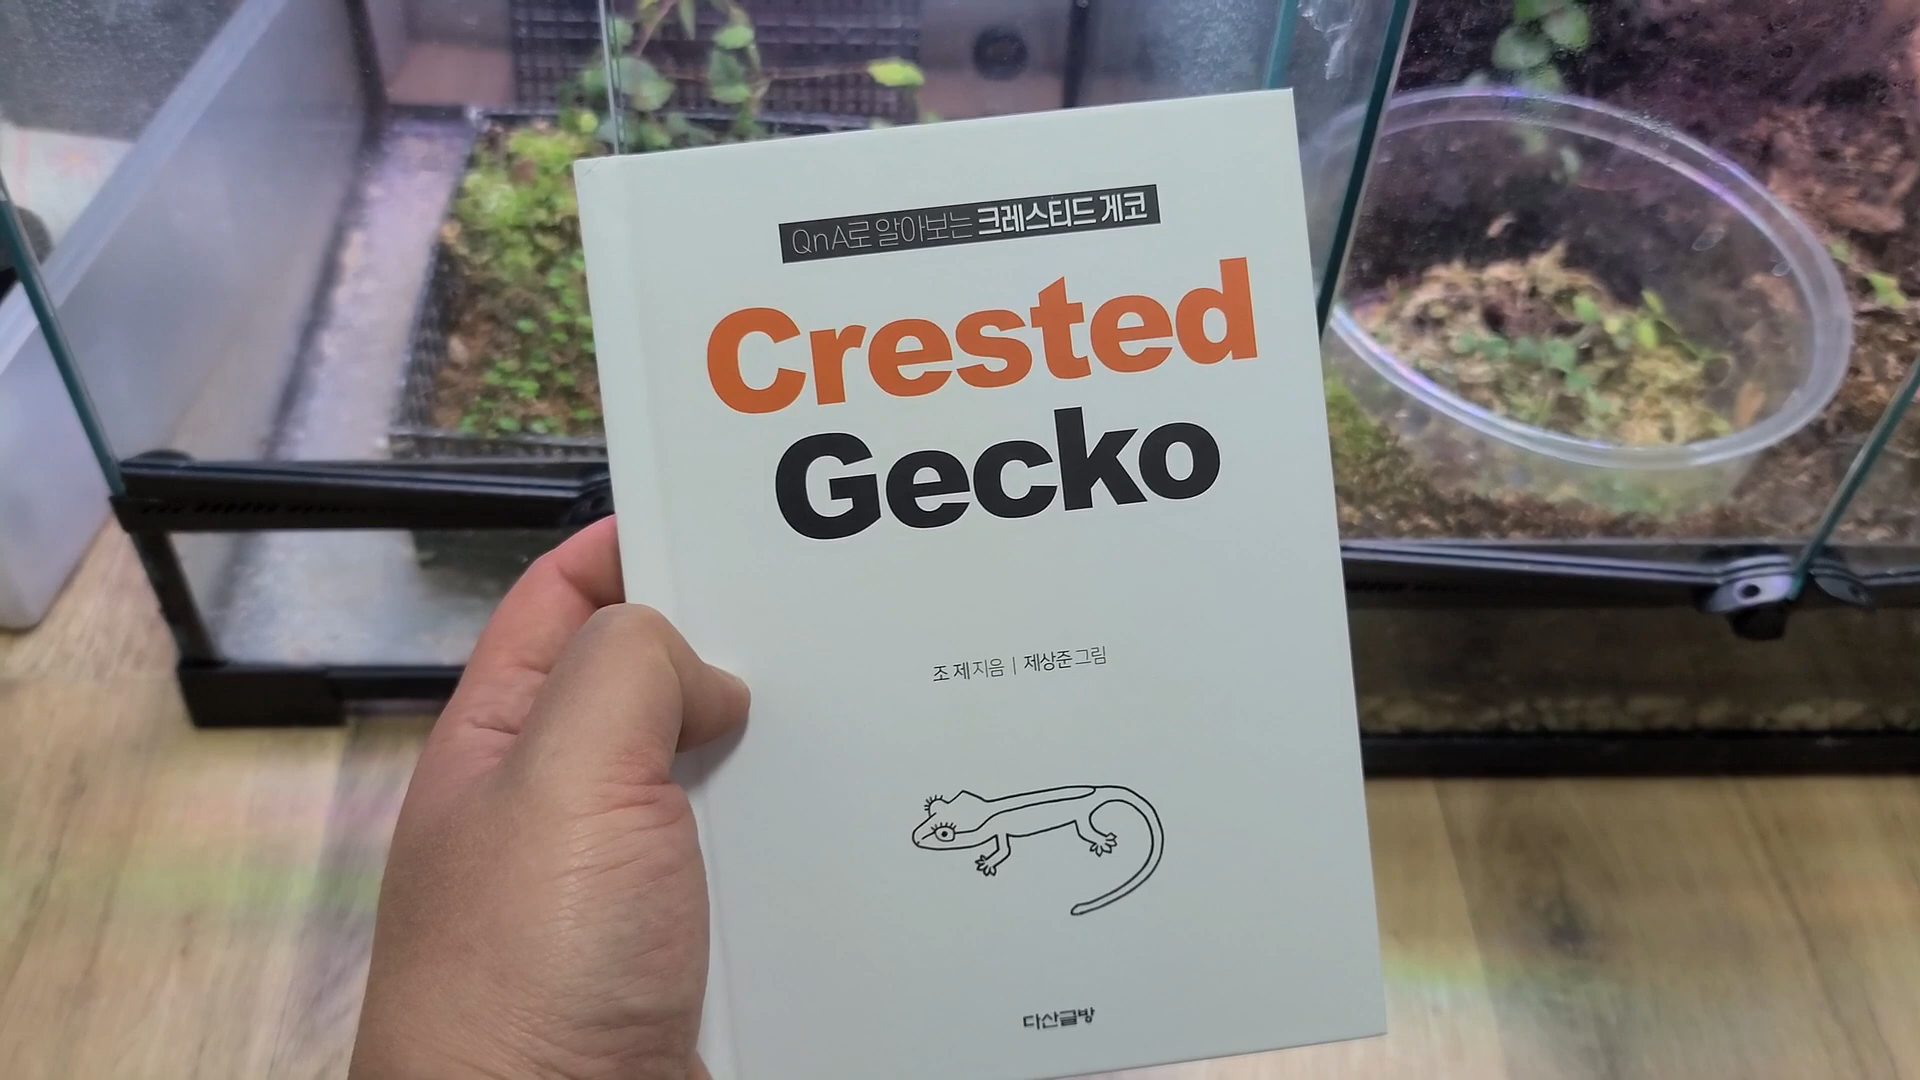 QnA로 알아보는 크레스티드 게코
Crested
Gecko
조 제 지음 | 제상준 그림
다산글방